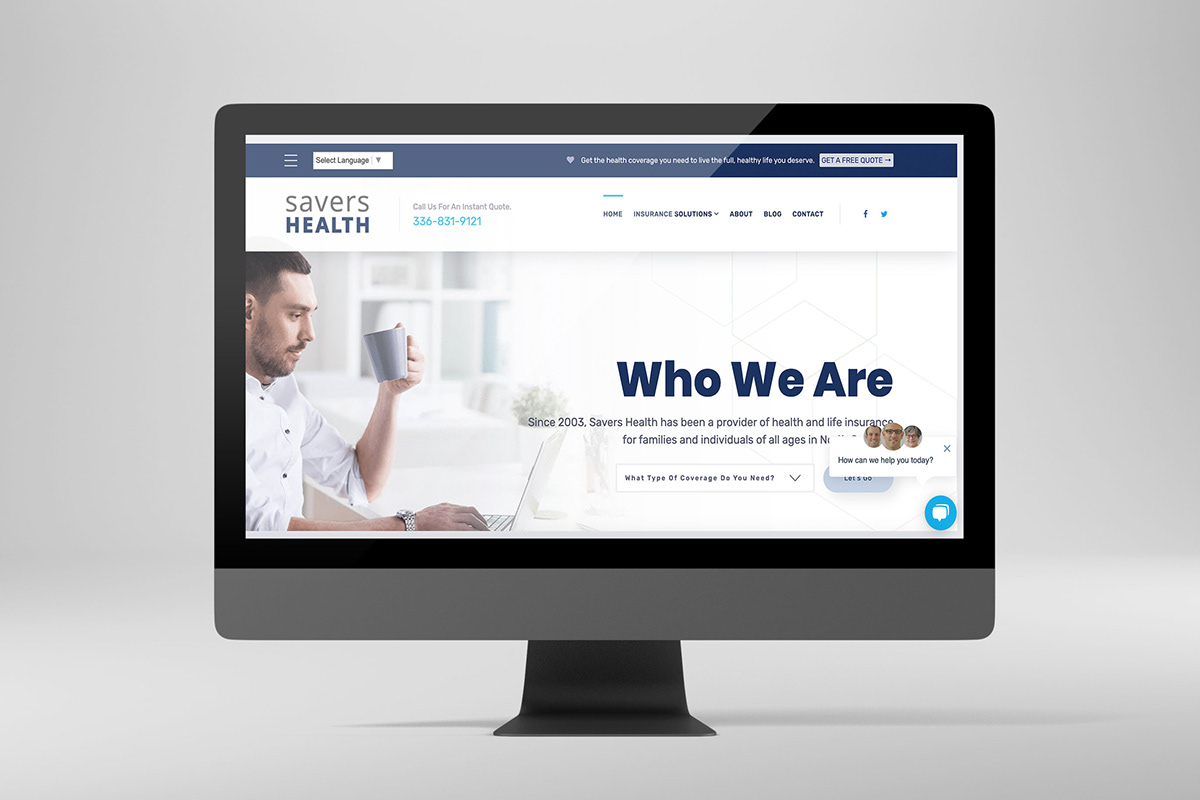 Select Language ▼
Get the health coverage you need to live the full, healthy life you deserve.
GET A FREE QUOTE →
savers
HEALTH
Call Us For An Instant Quote.
336-831-9121
HOME
INSURANCE SOLUTIONS
ABOUT
BLOG
CONTACT
Who We Are
Since 2003, Savers Health has been a provider of health and life insurance
for families and individuals of all ages in
How can we help you today?
What Type Of Coverage Do You Need?
Let's Go